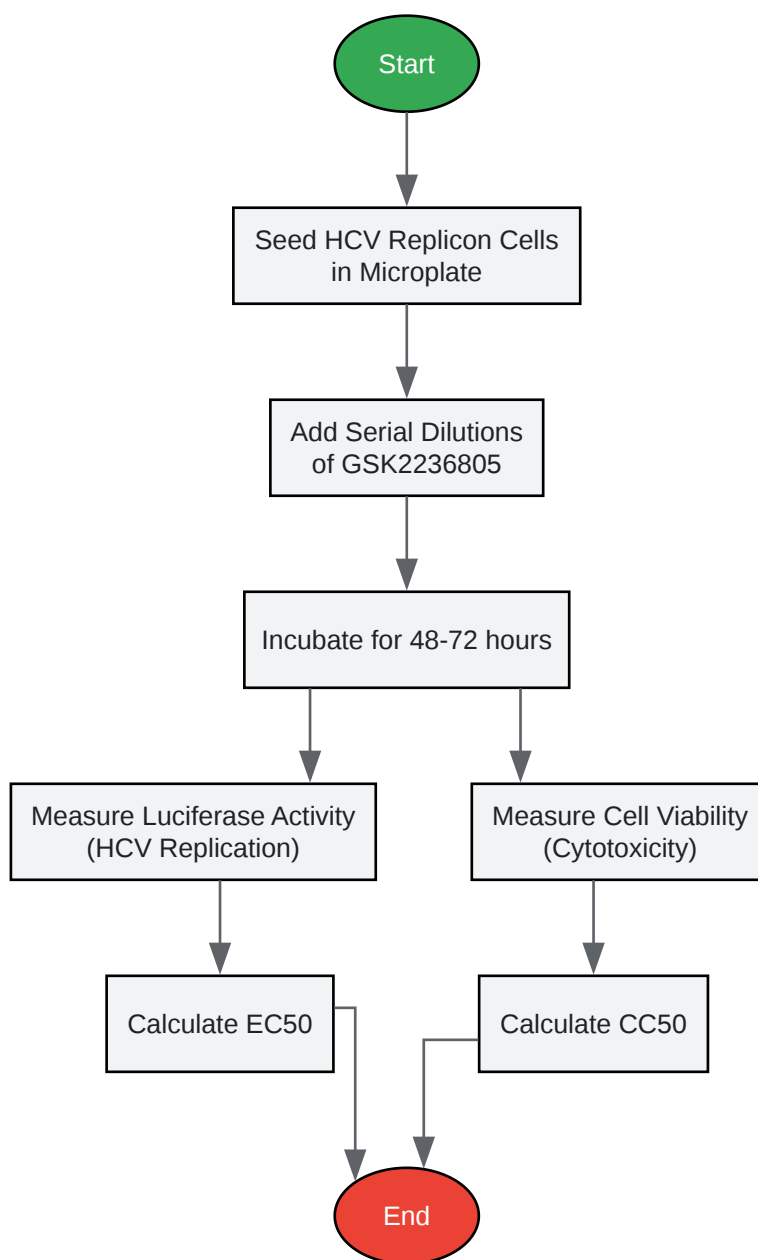 Start
Seed HCV Replicon Cells
in Microplate
Add Serial Dilutions
of GSK2236805
Incubate for 48-72 hours
Measure Luciferase Activity
(HCV Replication)
Measure Cell Viability
(Cytotoxicity)
Calculate EC50
Calculate CC50
End